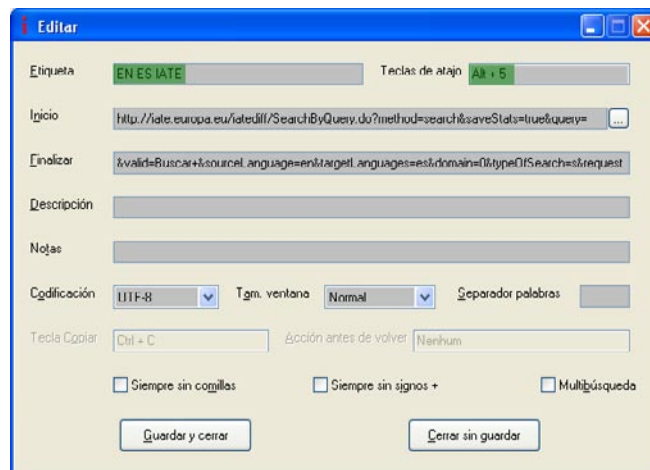 Editar
Etiqueta EN ES IATE Teclas de atajo Alt + 5
Inicio http://iate.europa.eu/iatediff/SearchByQuery.do?method=search&saveStats=true&query= ...
Finalizar &valid=Buscar+&sourceLanguage=en&targetLanguages=es&domain=0&typeOfSearch=s&request
Descripción
Notas
Codificación UTF-8 Tam. ventana Normal Separador palabras
Tecla Copiar Ctrl + C Acción antes de volver Nenhum
Siempre sin comillas Siempre sin signos + Multibúsqueda
Guardar y cerrar Cerrar sin guardar